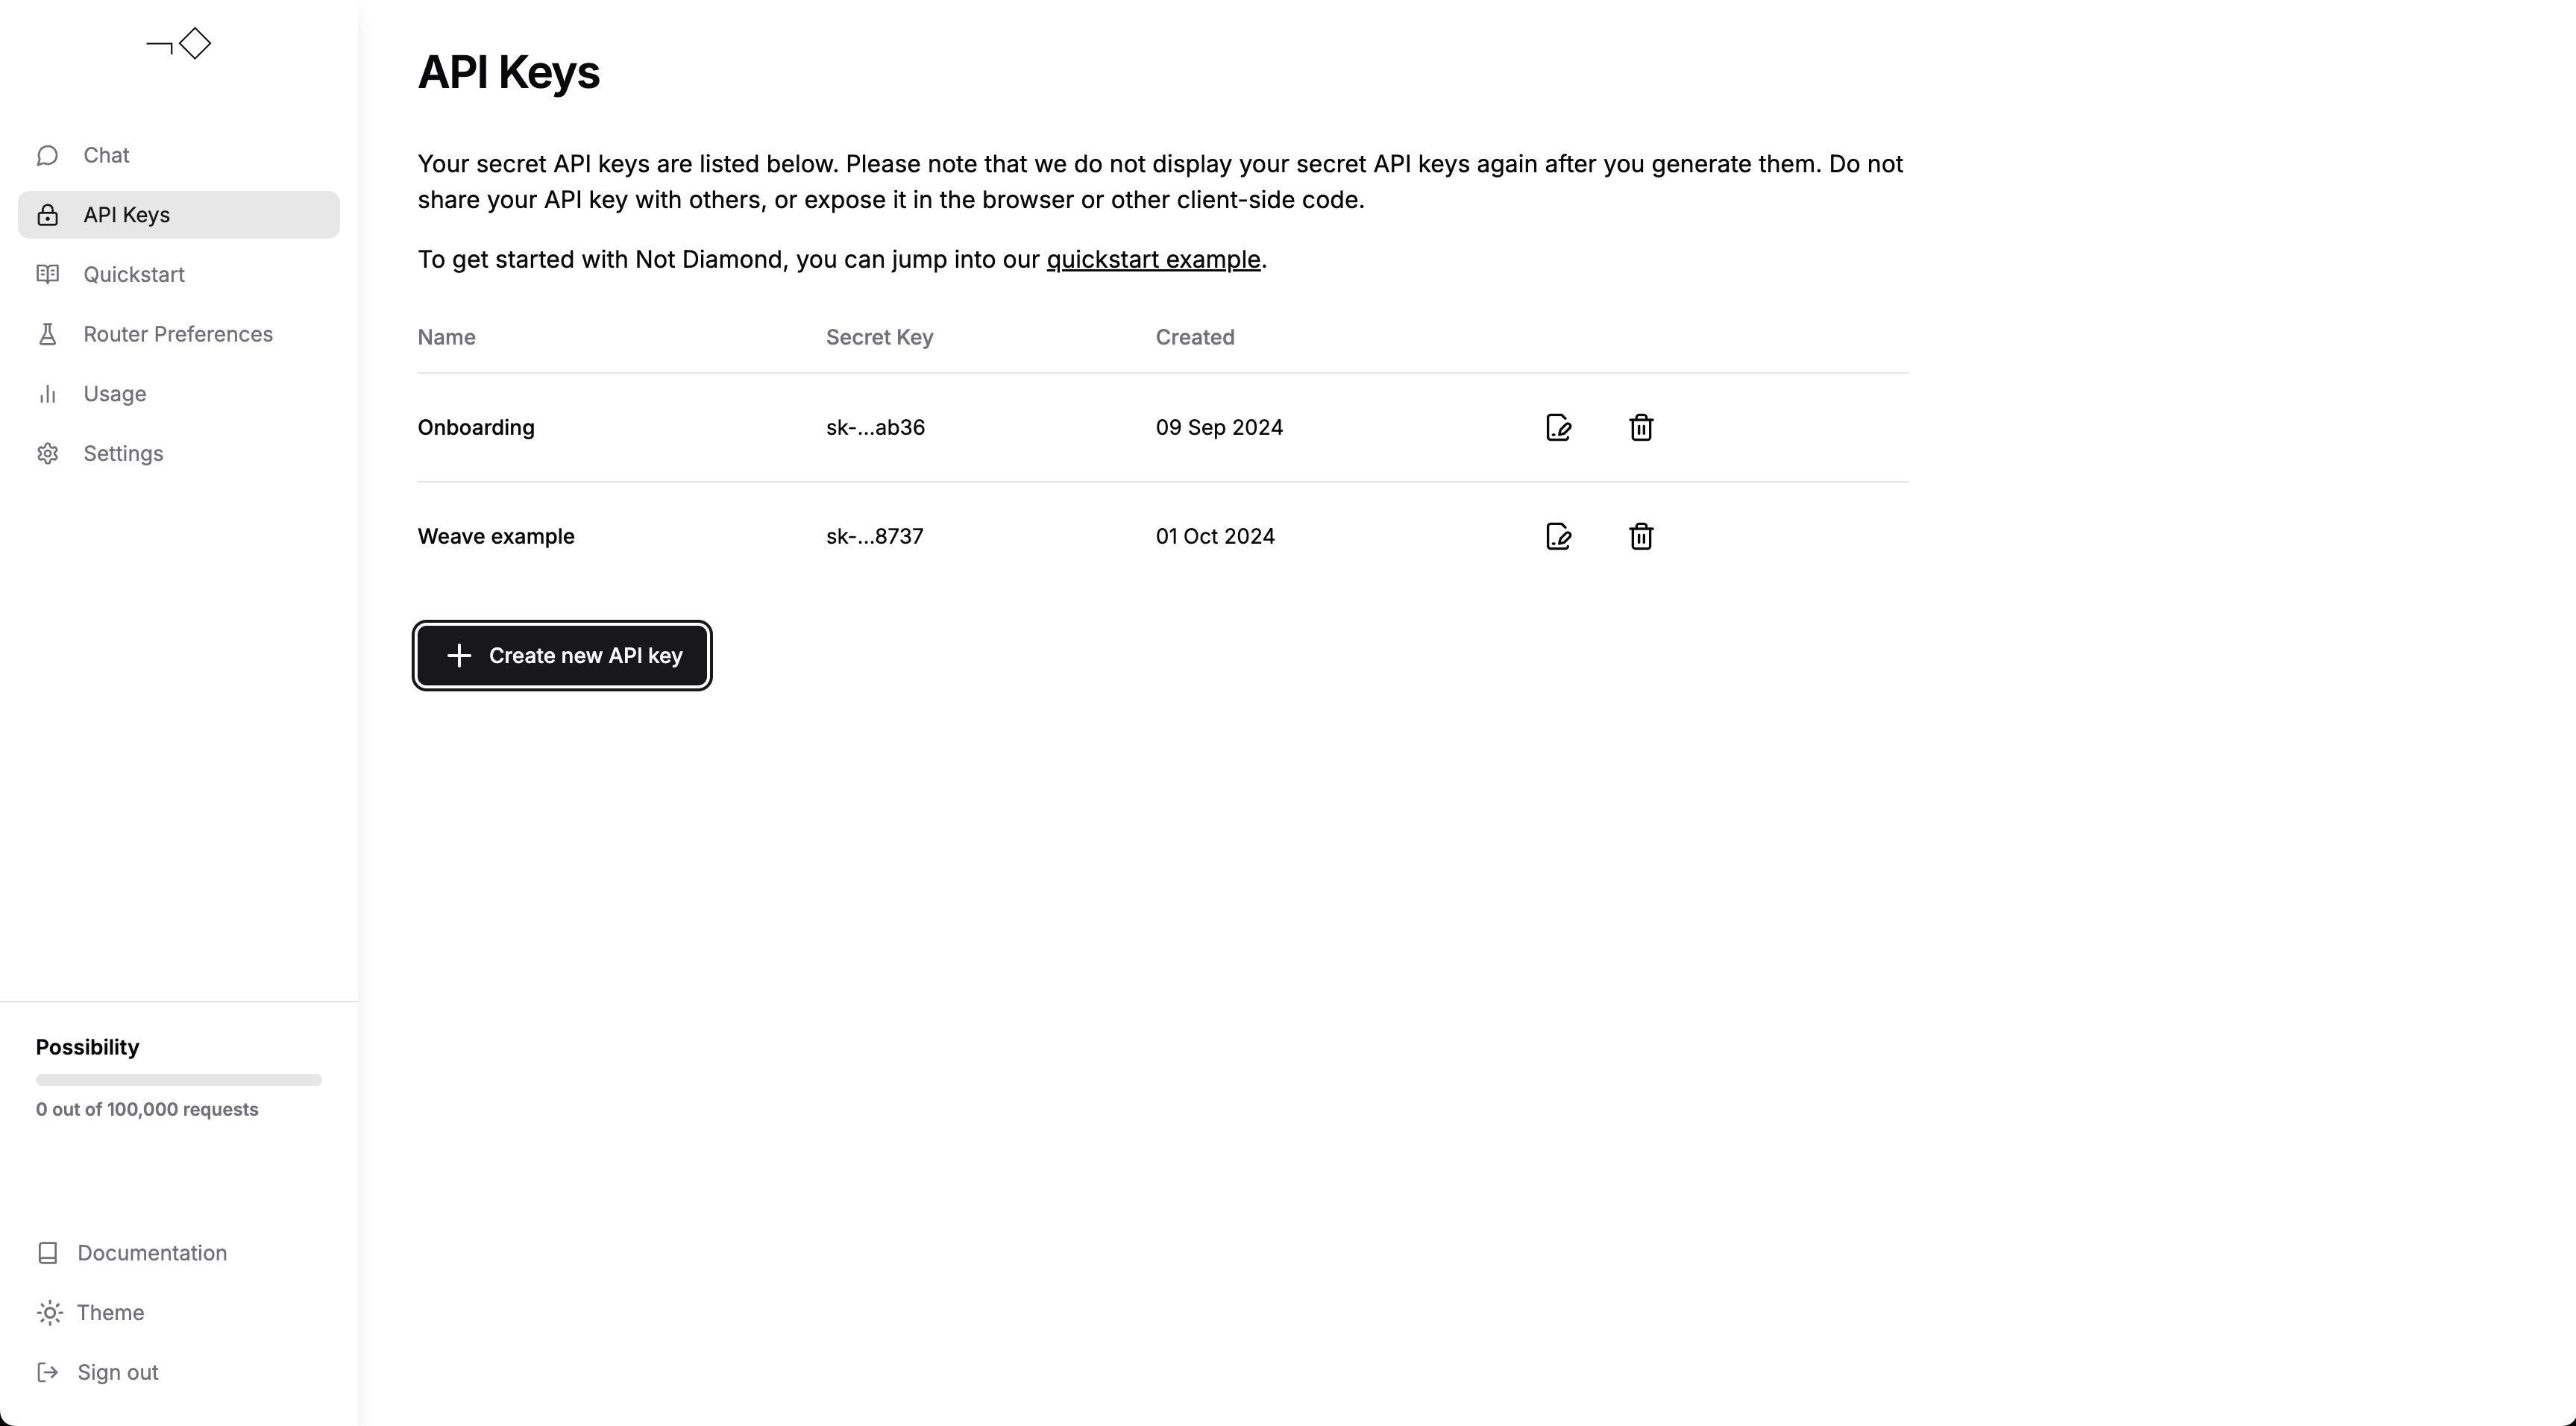 Chat
API Keys
Quickstart
Router Preferences
Usage
Settings
Possibility
0 out of 100,000 requests
Documentation
Theme
Sign out
API Keys
Your secret API keys are listed below. Please note that we do not display your secret API keys again after you generate them. Do not
share your API key with others, or expose it in the browser or other client-side code.
To get started with Not Diamond, you can jump into our quickstart example.
Name Secret Key Created
Onboarding sk-...ab36 09 Sep 2024
Weave example sk-...8737 01 Oct 2024
Create new API key